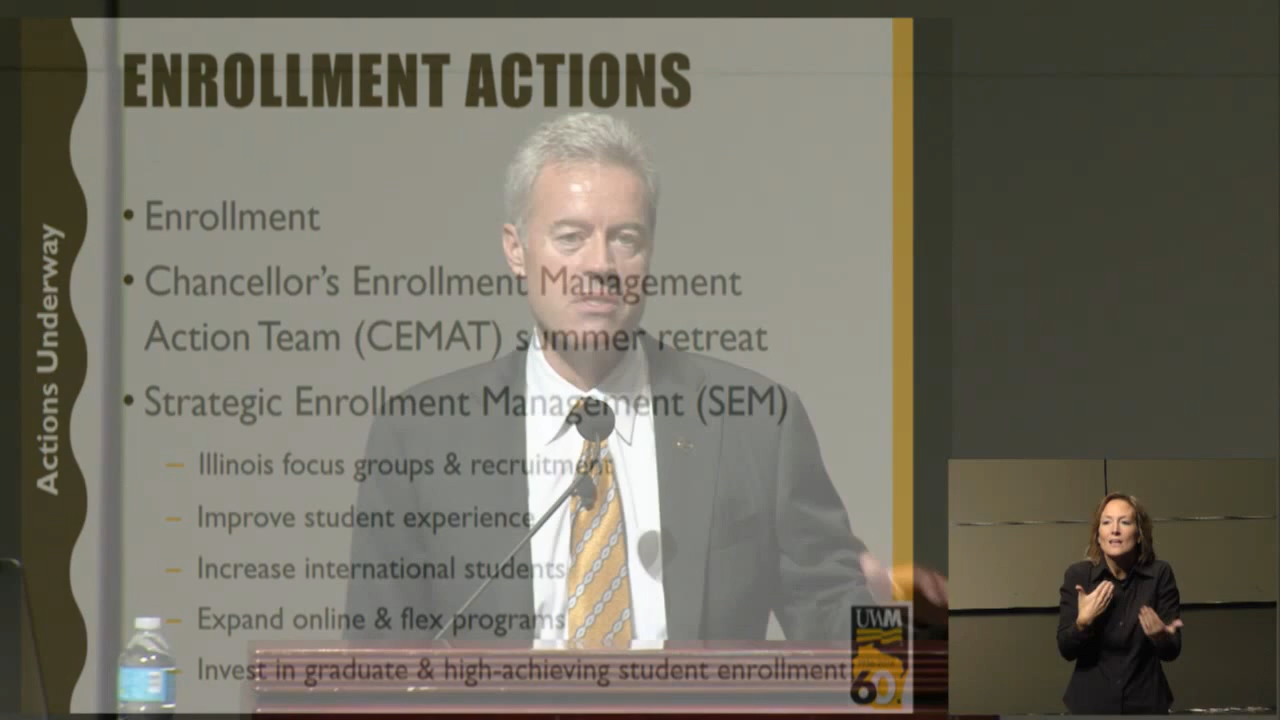 ENROLLMENT ACTIONS
Actions Underway
• Enrollment
• Chancellor's Enrollment Management
Action Team (CEMAT) summer retreat
• Strategic Enrollment Management (SEM)
– Illinois focus groups & recruitment
– Improve student experience
– Increase international students
– Expand online & flex programs
– Invest in graduate & high-achieving student enrollment
UWM
60